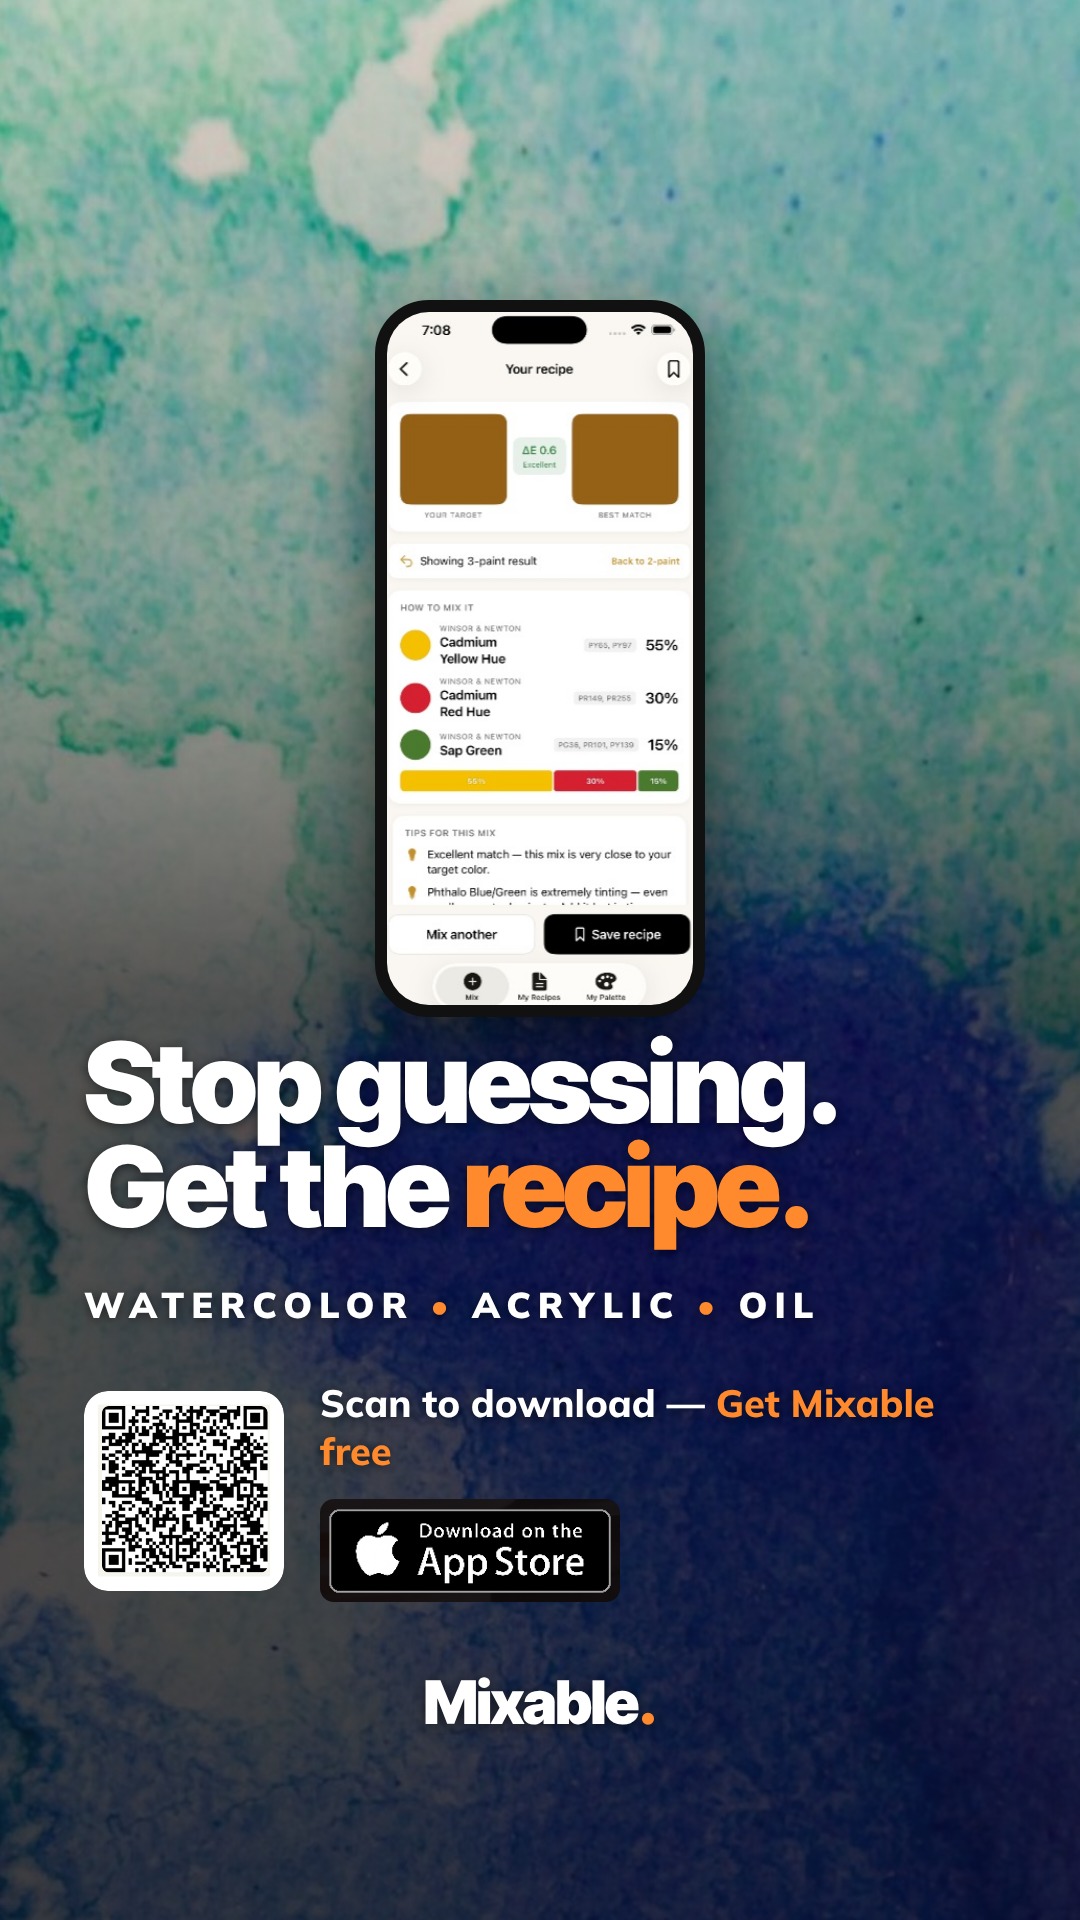 7:08
Your recipe
ΔE 0.6
Excellent
YOUR TARGET
BEST MATCH
Showing 3-paint result
Back to 2-paint
HOW TO MIX IT
WINSOR & NEWTON
Cadmium
Yellow Hue
PY65, PY97
55%
WINSOR & NEWTON
Cadmium
Red Hue
PR149, PR255
30%
WINSOR & NEWTON
Sap Green
PG36, PR101, PY139
15%
55% 30% 15%
TIPS FOR THIS MIX
Excellent match — this mix is very close to your
target color.
Phthalo Blue/Green is extremely tinting — even
Mix another
Save recipe
Mix My Recipes My Palette
Stop guessing.
Get the recipe.
WATERCOLOR • ACRYLIC • OIL
Scan to download — Get Mixable
free
Download on the
App Store
Mixable.